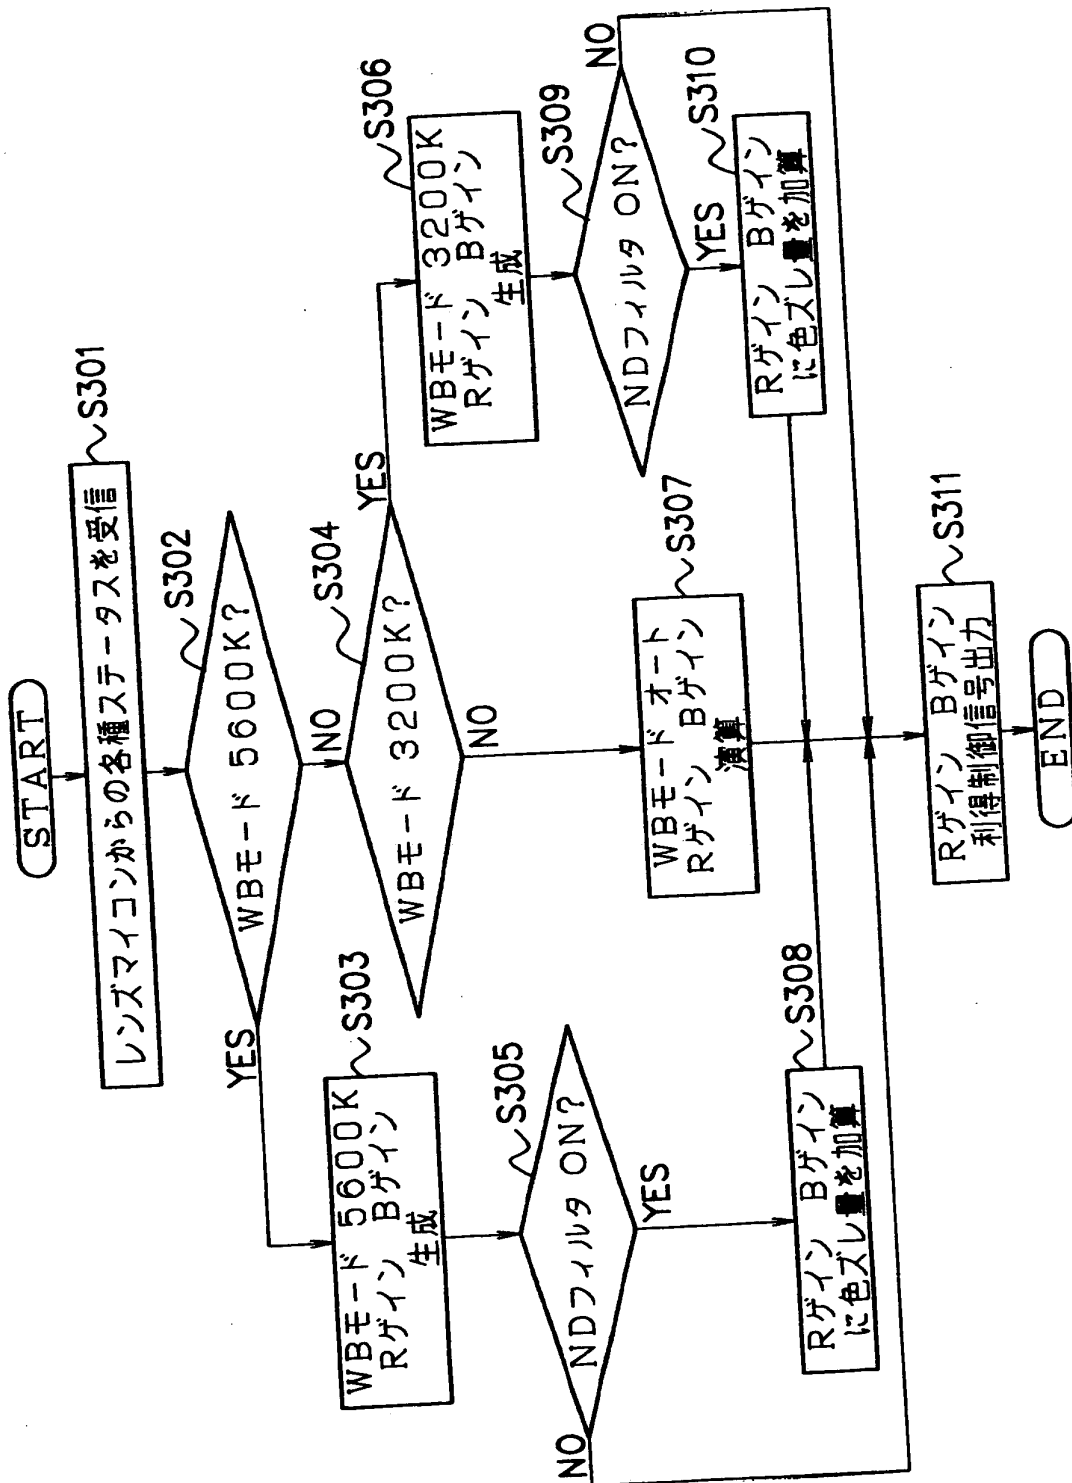 START
レンズマイコンからの各種ステータスを受信
S301
WBモード 5600K?
S302
YES
NO
WBモード 5600K
Rゲイン Bゲイン
生成
S303
WBモード 3200K?
S304
YES
NO
WBモード 3200K
Rゲイン Bゲイン
生成
S306
NDフィルタ ON?
S305
NO
YES
NDフィルタ ON?
S309
NO
YES
WBモード オート
Rゲイン Bゲイン
演算
S307
Rゲイン Bゲイン
に色ズレ量を加算
S308
Rゲイン Bゲイン
に色ズレ量を加算
S310
Rゲイン Bゲイン
利得制御信号出力
S311
END